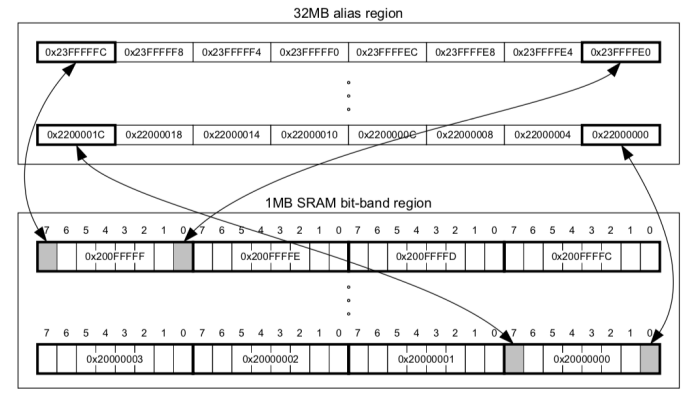 32MB alias region
0x23FFFFFC 0x23FFFFF8 0x23FFFFF4 0x23FFFFF0 0x23FFFFEC 0x23FFFFE8 0x23FFFFE4 0x23FFFFE0
0x2200001C 0x22000018 0x22000014 0x22000010 0x2200000C 0x22000008 0x22000004 0x22000000
1MB SRAM bit-band region
7 6 5 4 3 2 1 0 7 6 5 4 3 2 1 0 7 6 5 4 3 2 1 0 7 6 5 4 3 2 1 0
0x200FFFFF 0x200FFFFE 0x200FFFFD 0x200FFFFC
7 6 5 4 3 2 1 0 7 6 5 4 3 2 1 0 7 6 5 4 3 2 1 0 7 6 5 4 3 2 1 0
0x20000003 0x20000002 0x20000001 0x20000000